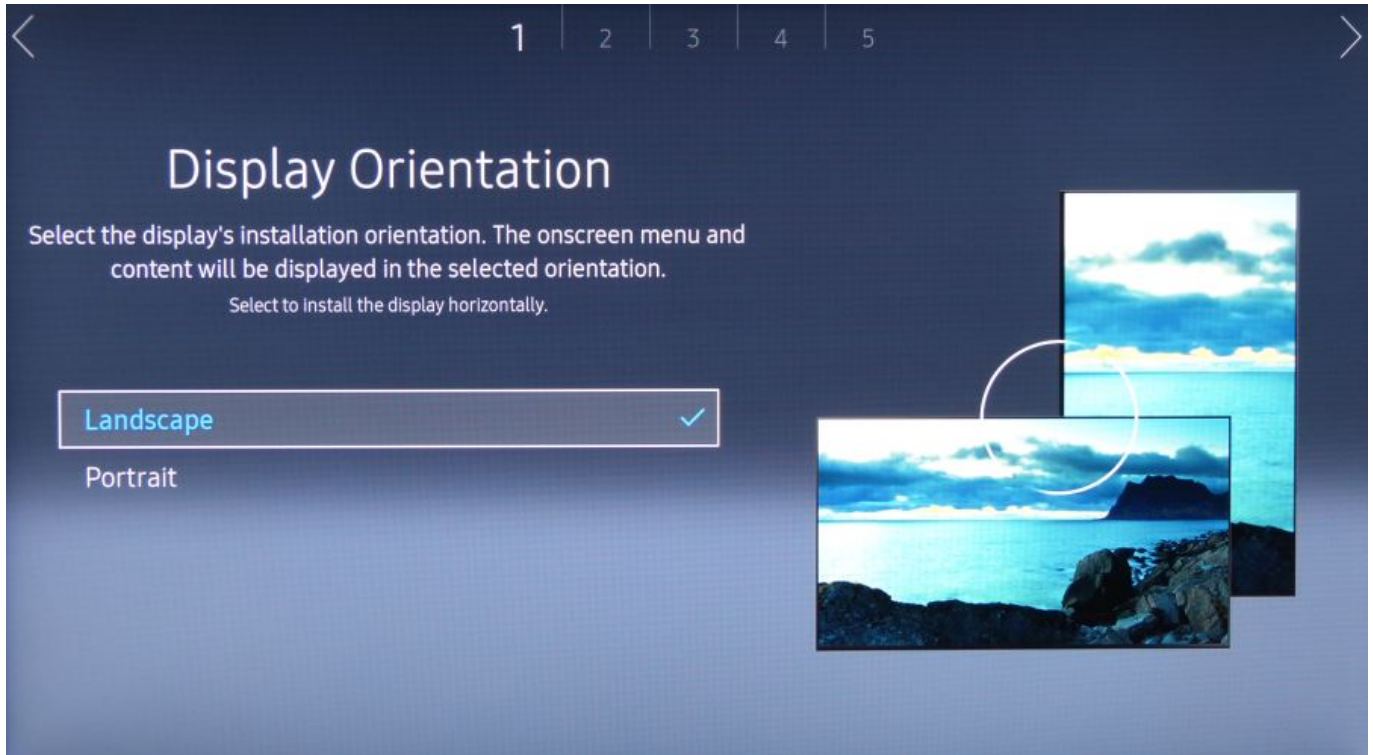 1 2 3 4 5
Display Orientation
Select the display's installation orientation. The onscreen menu and
content will be displayed in the selected orientation.
Select to install the display horizontally.
Landscape
Portrait